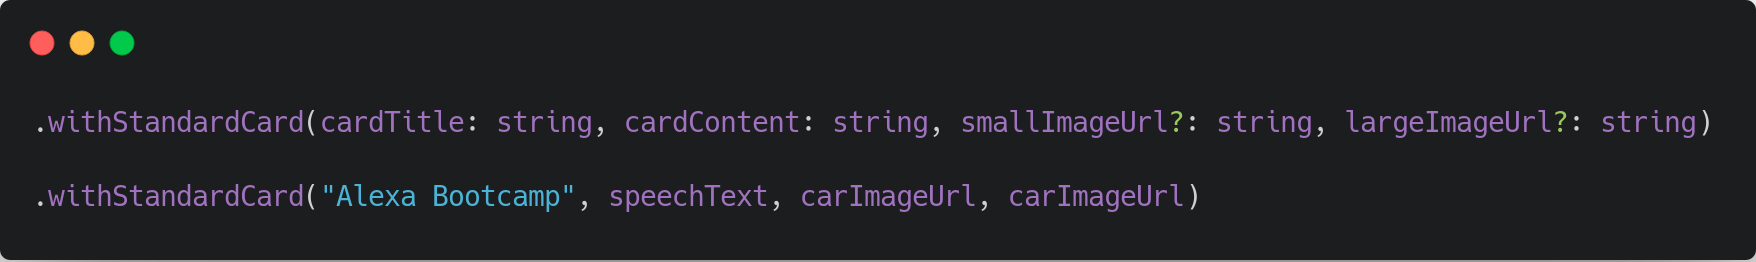 .withStandardCard(cardTitle: string, cardContent: string, smallImageUrl?: string, largeImageUrl?: string)
.withStandardCard("Alexa Bootcamp", speechText, carImageUrl, carImageUrl)